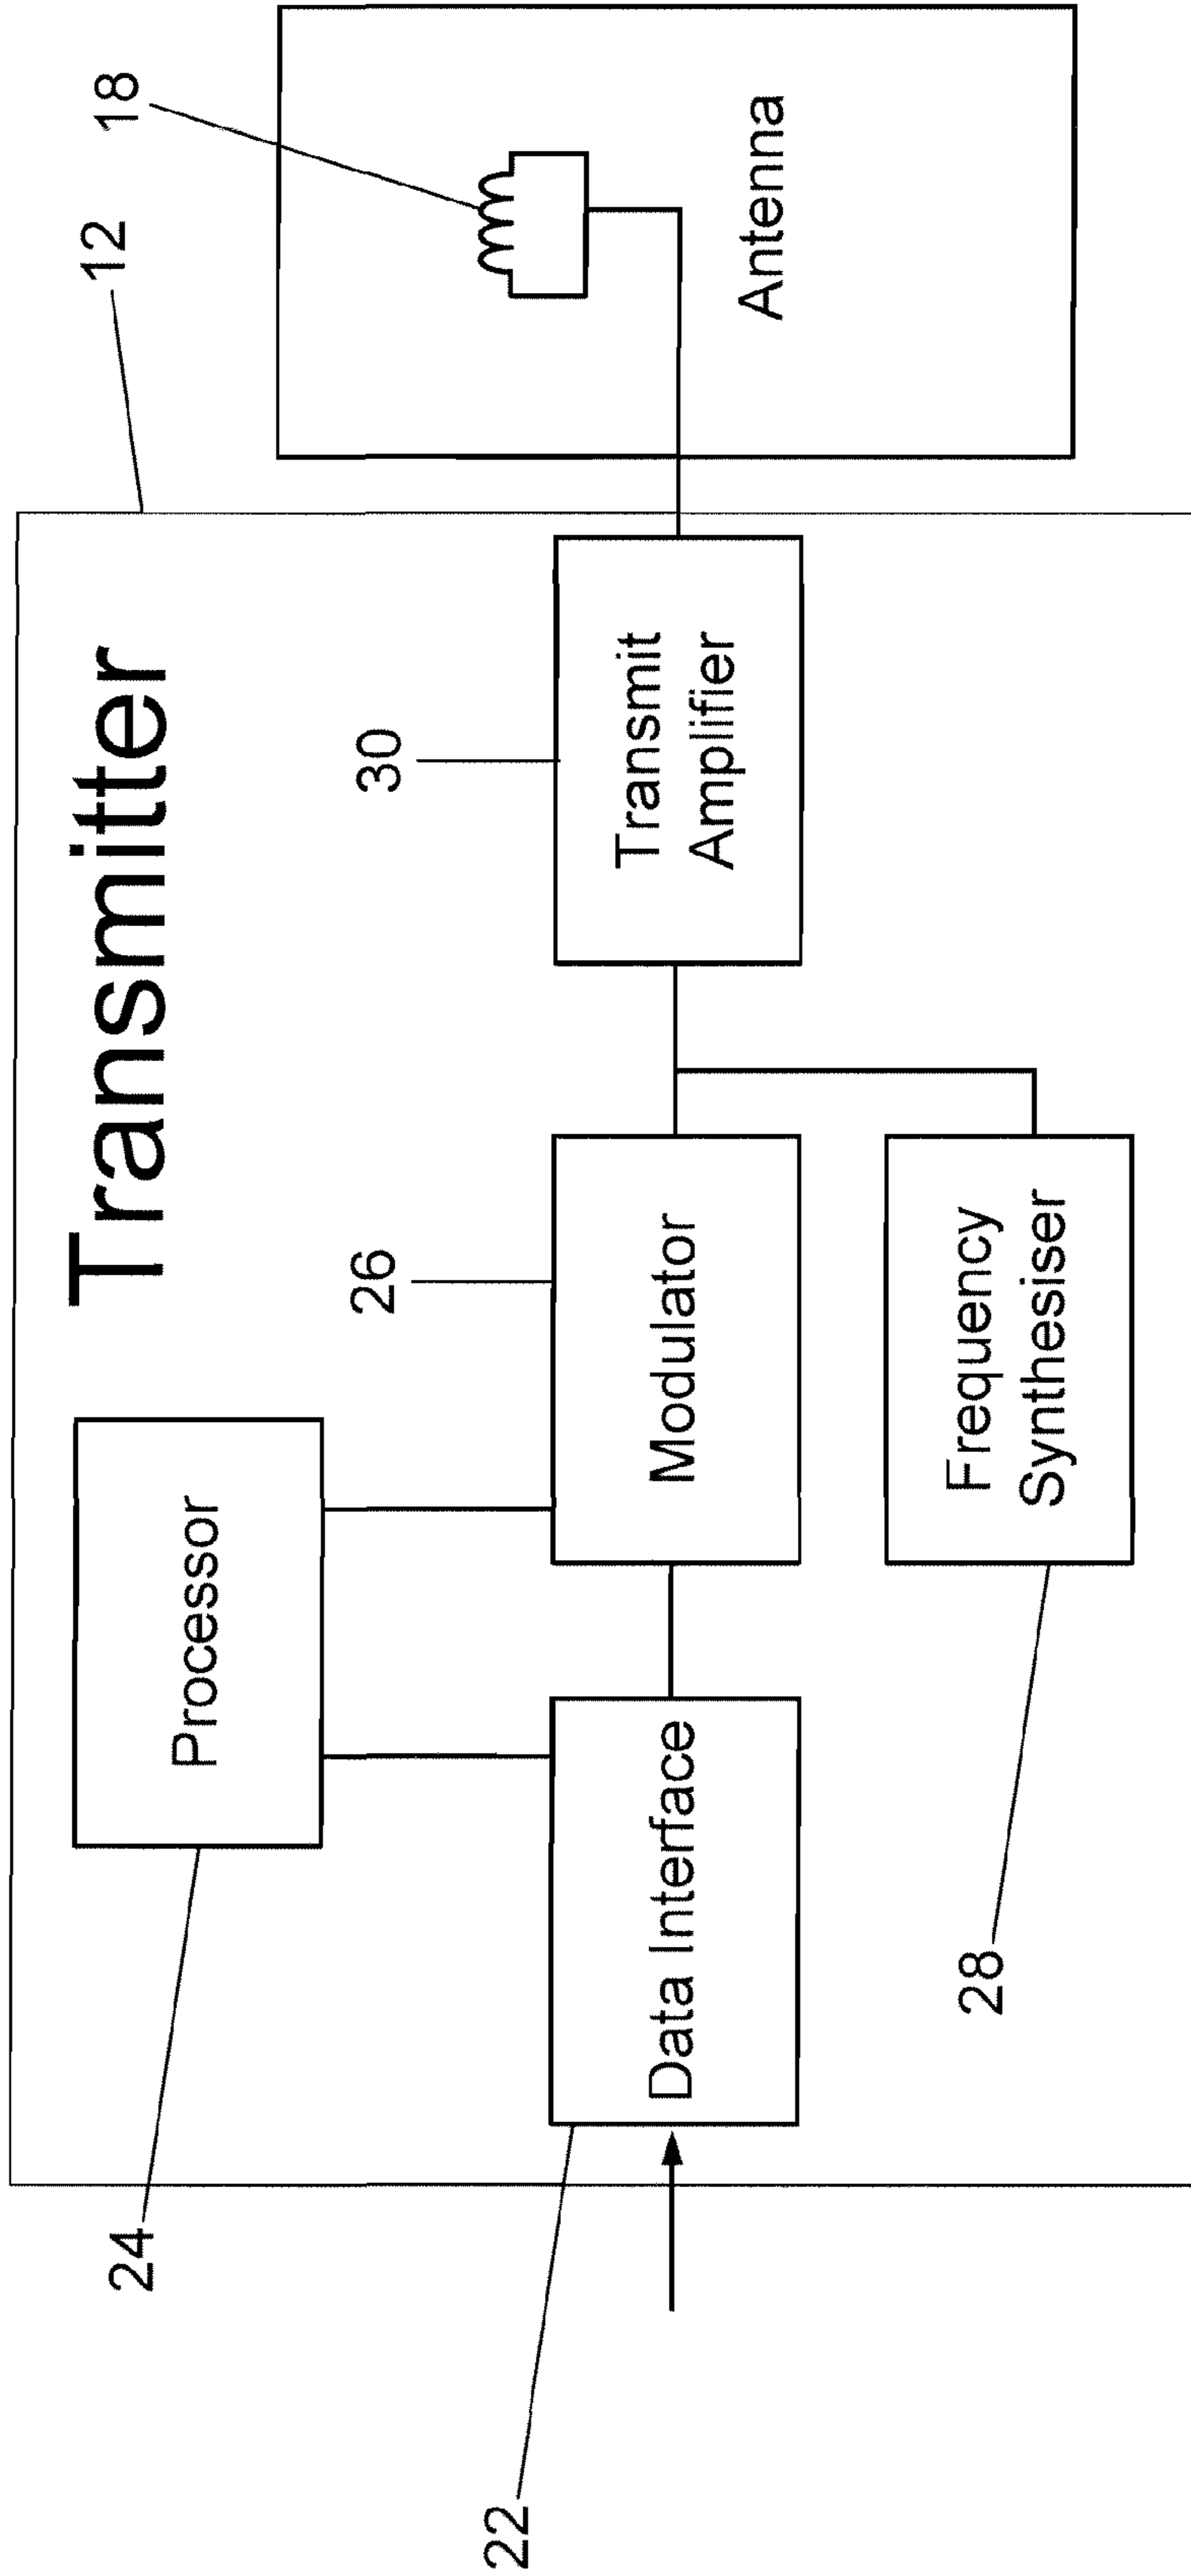 Transmitter
12
18
24
Processor
26
30
22
Data Interface
Modulator
Transmit
Amplifier
Antenna
28
Frequency
Synthesiser